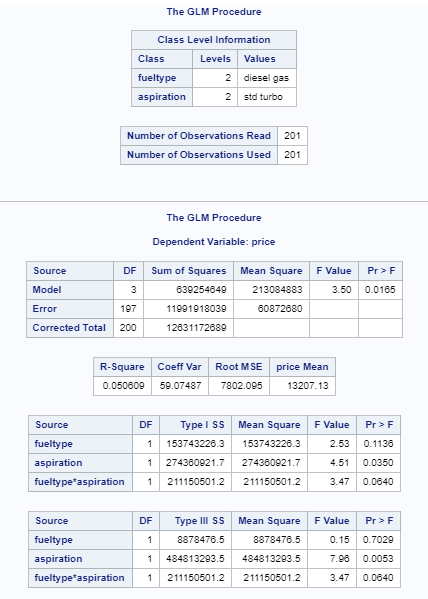 The GLM Procedure
Class Level Information
Class Levels Values
fueltype 2 diesel gas
aspiration 2 std turbo
Number of Observations Read 201
Number of Observations Used 201
The GLM Procedure
Dependent Variable: price
Source DF Sum of Squares Mean Square F Value Pr > F
Model 3 639254649 213084883 3.50 0.0165
Error 197 11991918039 60872680
Corrected Total 200 12631172689
R-Square Coeff Var Root MSE price Mean
0.050609 59.07487 7802.095 13207.13
Source DF Type I SS Mean Square F Value Pr > F
fueltype 1 153743226.3 153743226.3 2.53 0.1136
aspiration 1 274360921.7 274360921.7 4.51 0.0350
fueltype*aspiration 1 211150501.2 211150501.2 3.47 0.0640
Source DF Type III SS Mean Square F Value Pr > F
fueltype 1 8878476.5 8878476.5 0.15 0.7029
aspiration 1 484813293.5 484813293.5 7.96 0.0053
fueltype*aspiration 1 211150501.2 211150501.2 3.47 0.0640